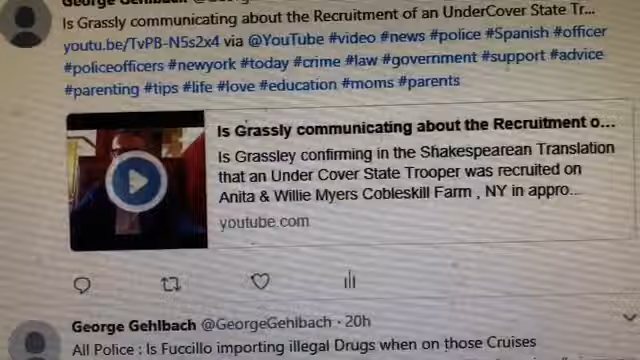 George Gehlbach
Is Grassly communicating about the Recruitment of an UnderCover State Tr...
youtu.be/TvPB-N5s2x4 via @YouTube #video #news #police #Spanish #officer
#policeofficers #newyork #today #crime #law #government #support #advice
#parenting #tips #life #love #education #moms #parents
Is Grassly communicating about the Recruitment o...
Is Grassley confirming in the Shakespearean Translation
that an Under Cover State Trooper was recruited on
Anita & Willie Myers Cobleskill Farm , NY in appro...
youtube.com
George Gehlbach @GeorgeGehlbach · 20h
All Police : Is Fuccillo importing illegal Drugs when on those Cruises